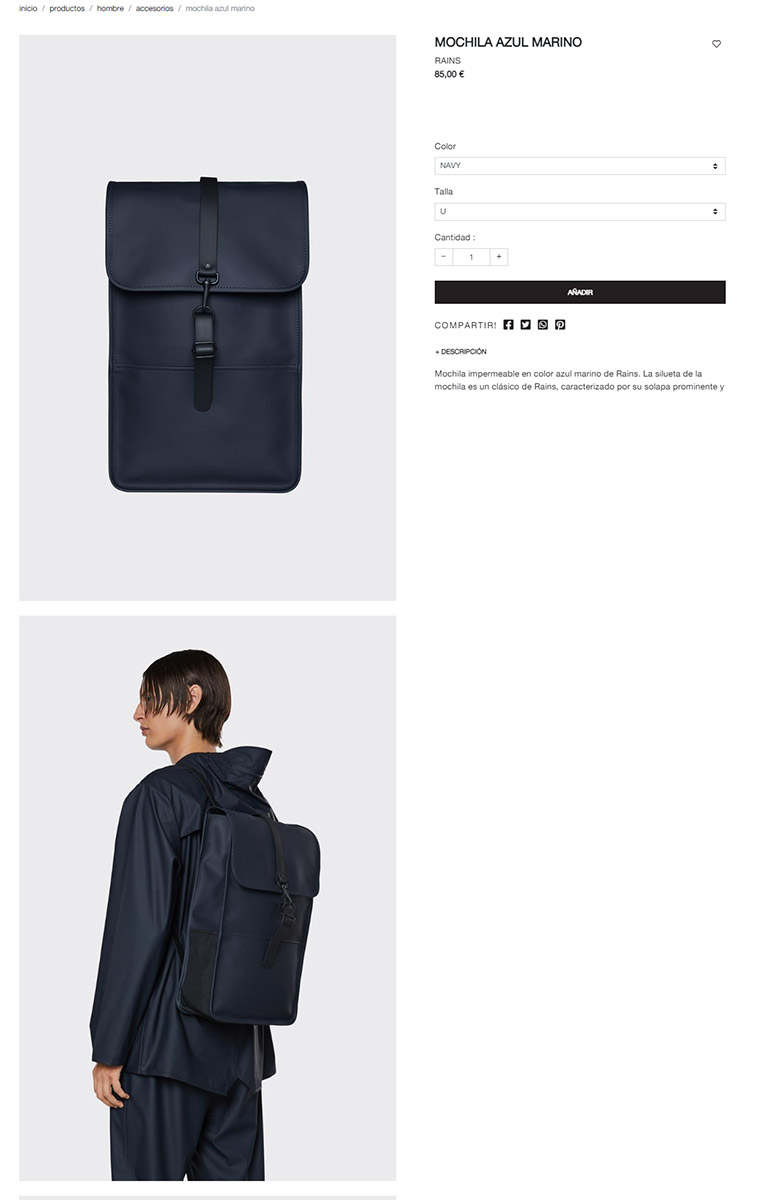 inicio / productos / hombre / accesorios / mochila azul marino
MOCHILA AZUL MARINO
RAINS
85,00 €
Color
NAVY
Talla
U
Cantidad :
− 1 +
AÑADIR
COMPARTIR!
+ DESCRIPCIÓN
Mochila impermeable en color azul marino de Rains. La silueta de la
mochila es un clásico de Rains, caracterizado por su solapa prominente y